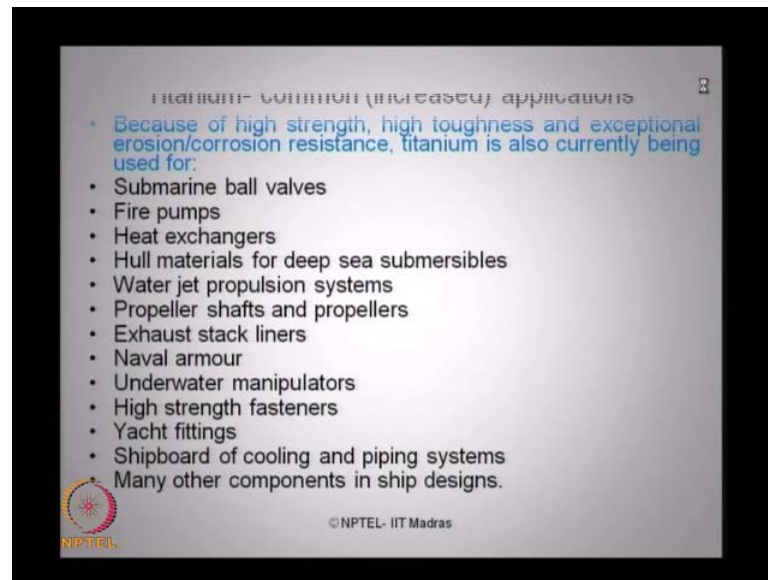 Titanium- common (increased) applications
• Because of high strength, high toughness and exceptional
erosion/corrosion resistance, titanium is also currently being
used for:
• Submarine ball valves
• Fire pumps
• Heat exchangers
• Hull materials for deep sea submersibles
• Water jet propulsion systems
• Propeller shafts and propellers
• Exhaust stack liners
• Naval armour
• Underwater manipulators
• High strength fasteners
• Yacht fittings
• Shipboard of cooling and piping systems
• Many other components in ship designs.
©NPTEL- IIT Madras
NPTEL